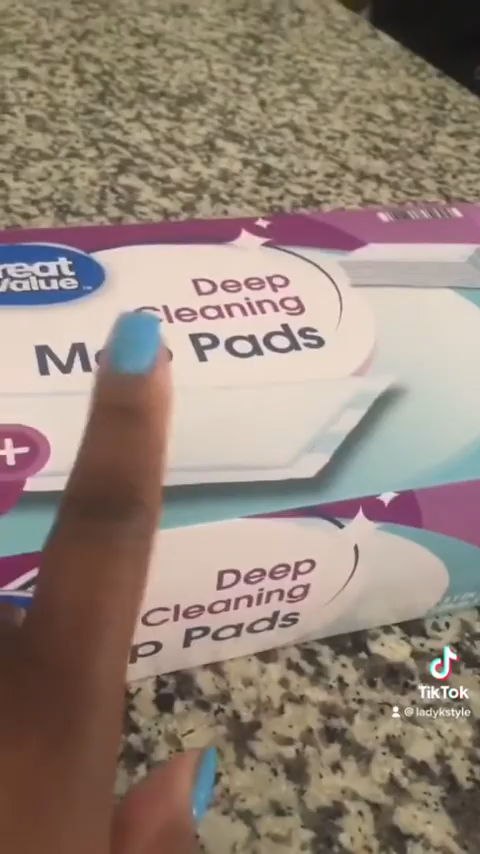 reat
Value
Deep
Cleaning
M Pads
+
Deep
Cleaning
p Pads
TikTok
@ladykstyle